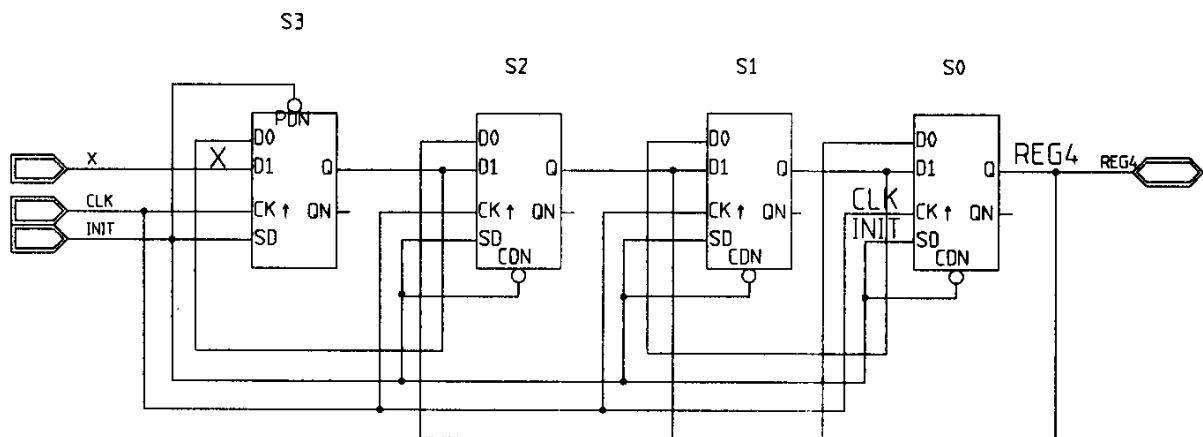 S3
S2
S1
S0
PDN
D0
X
X
D1
Q
CLK
CK ↑
QN
INIT
SD
D0
D1
Q
CK ↑
QN
SD
CDN
D0
D1
Q
CK ↑
QN
SD
CDN
D0
D1
Q
REG4
REG4
CLK
CK ↑
QN
INIT
SD
CDN